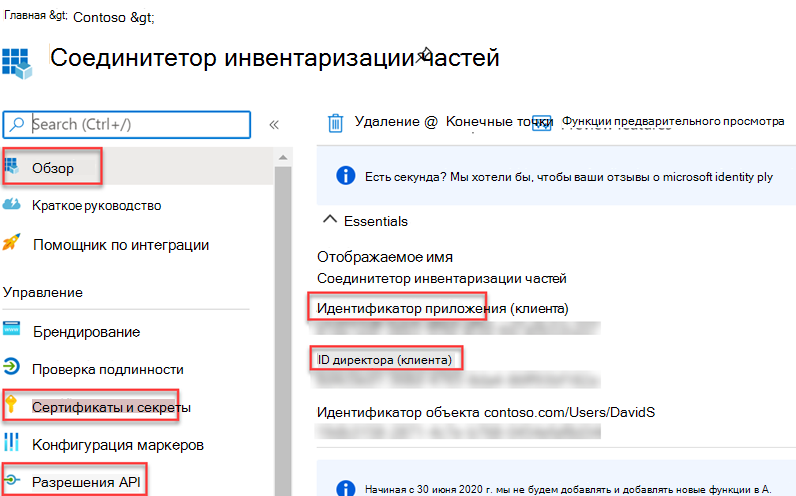 Главная &gt; Contoso &gt;
Соединитетор инвентаризации частей
Search (Ctrl+/)
«
Обзор
Краткое руководство
Помощник по интеграции
Управление
Брендирование
Проверка подлинности
Сертификаты и секреты
Конфигурация маркеров
Разрешения API
Удаление @ Конечные точки Функции предварительного просмотра
Есть секунда? Мы хотели бы, чтобы ваши отзывы о microsoft identity ply
Essentials
Отображаемое имя
Соединитетор инвентаризации частей
Идентификатор приложения (клиента)
ID директора (клиента)
Идентификатор объекта contoso.com/Users/DavidS
Начиная с 30 июня 2020 г. мы не будем добавлять и добавлять новые функции в A.